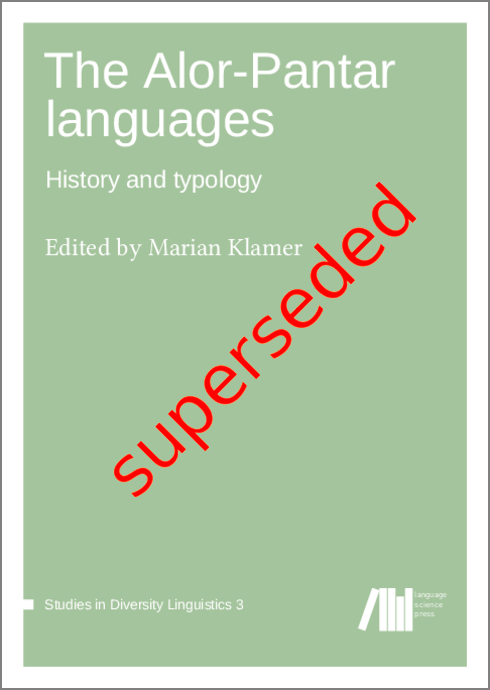 The Alor-Pantar
languages
History and typology
Edited by Marian Klamer
superseded
Studies in Diversity Linguistics 3
language
science
press